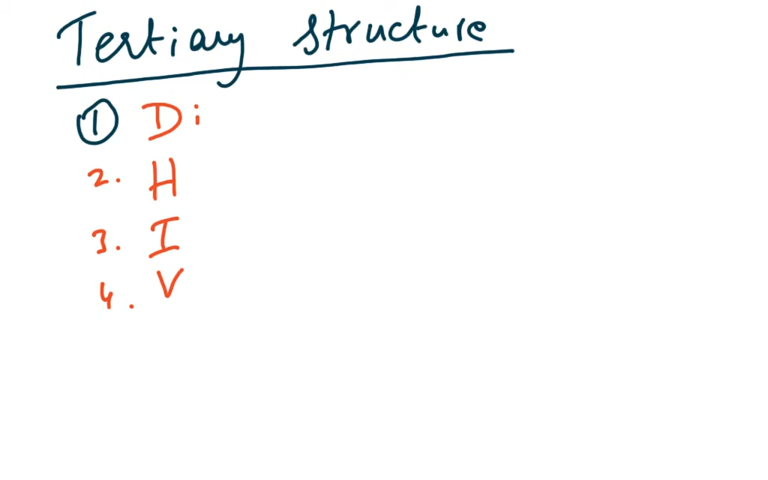 Tertiary structure
① Di
2. H
3. I
4. V